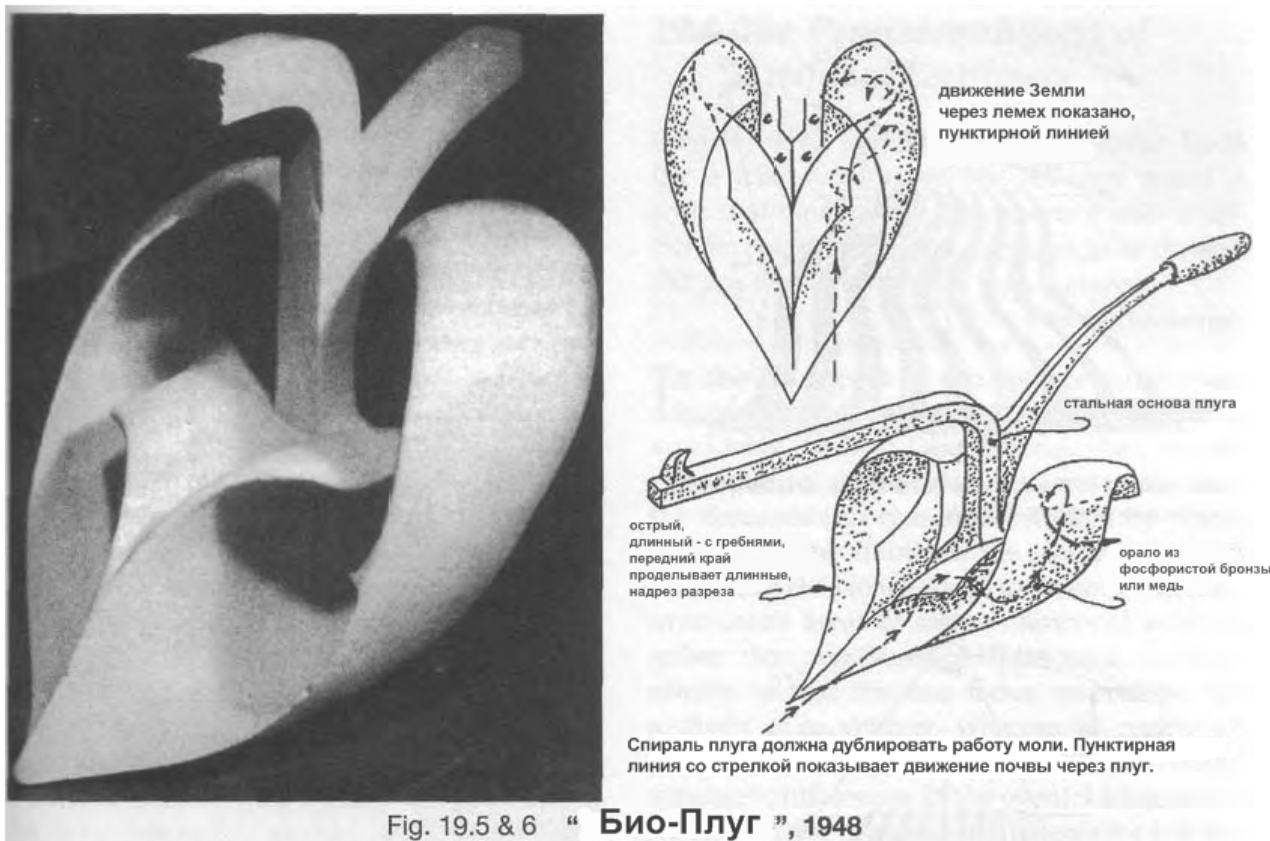 движение Земли
через лемех показано,
пунктирной линией
стальная основа плуга
острый,
длинный - с гребнями,
передний край
проделывает длинные,
надрез разреза
орало из
фосфористой бронзы
или медь
Спираль плуга должна дублировать работу моли. Пунктирная
линия со стрелкой показывает движение почвы через плуг.
Fig. 19.5 & 6 “ Био-Плуг ”, 1948